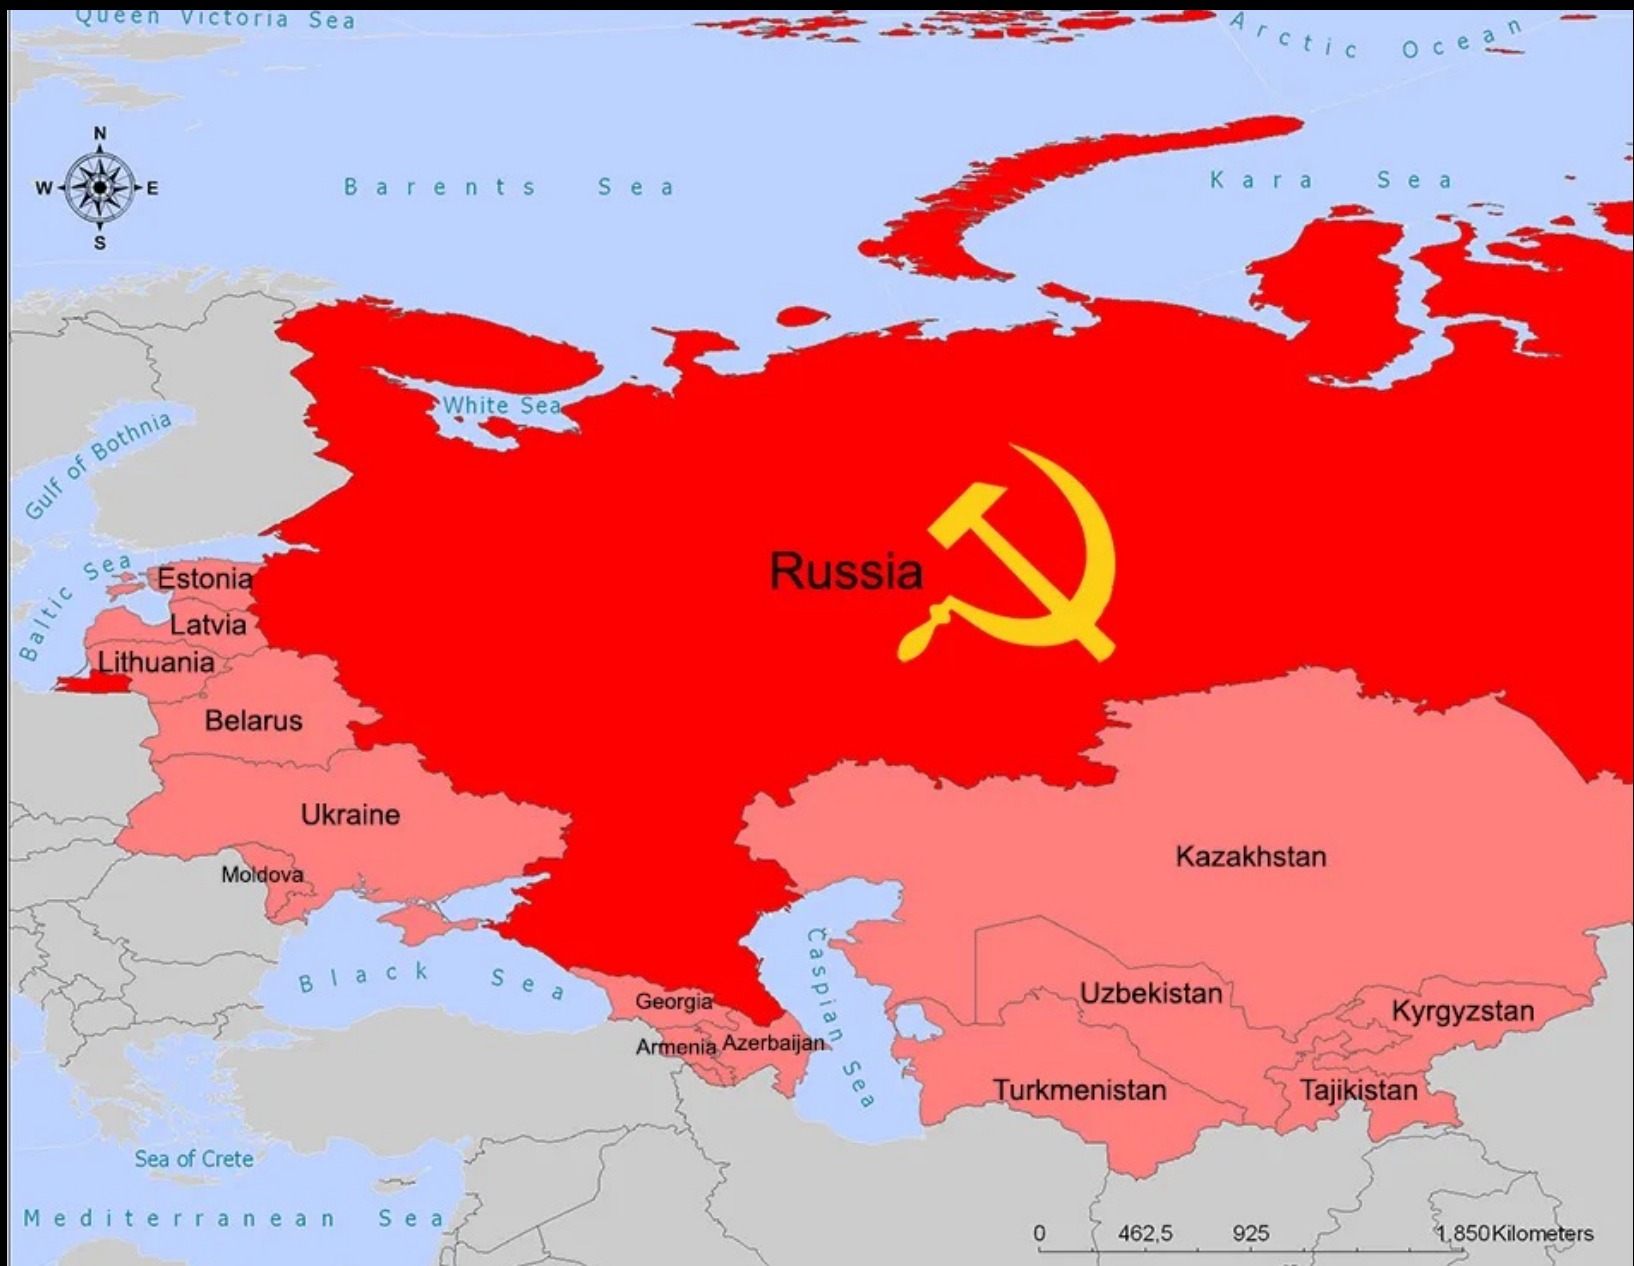 Queen Victoria Sea
Arctic Ocean
N
W
E
S
Barents Sea
Kara Sea
White Sea
Gulf of Bothnia
Baltic Sea
Estonia
Latvia
Lithuania
Belarus
Russia
Ukraine
Moldova
Kazakhstan
Black Sea
Caspian Sea
Georgia
Armenia
Azerbaijan
Uzbekistan
Kyrgyzstan
Turkmenistan
Tajikistan
Sea of Crete
Mediterranean Sea
0 462,5 925 1.850 Kilometers